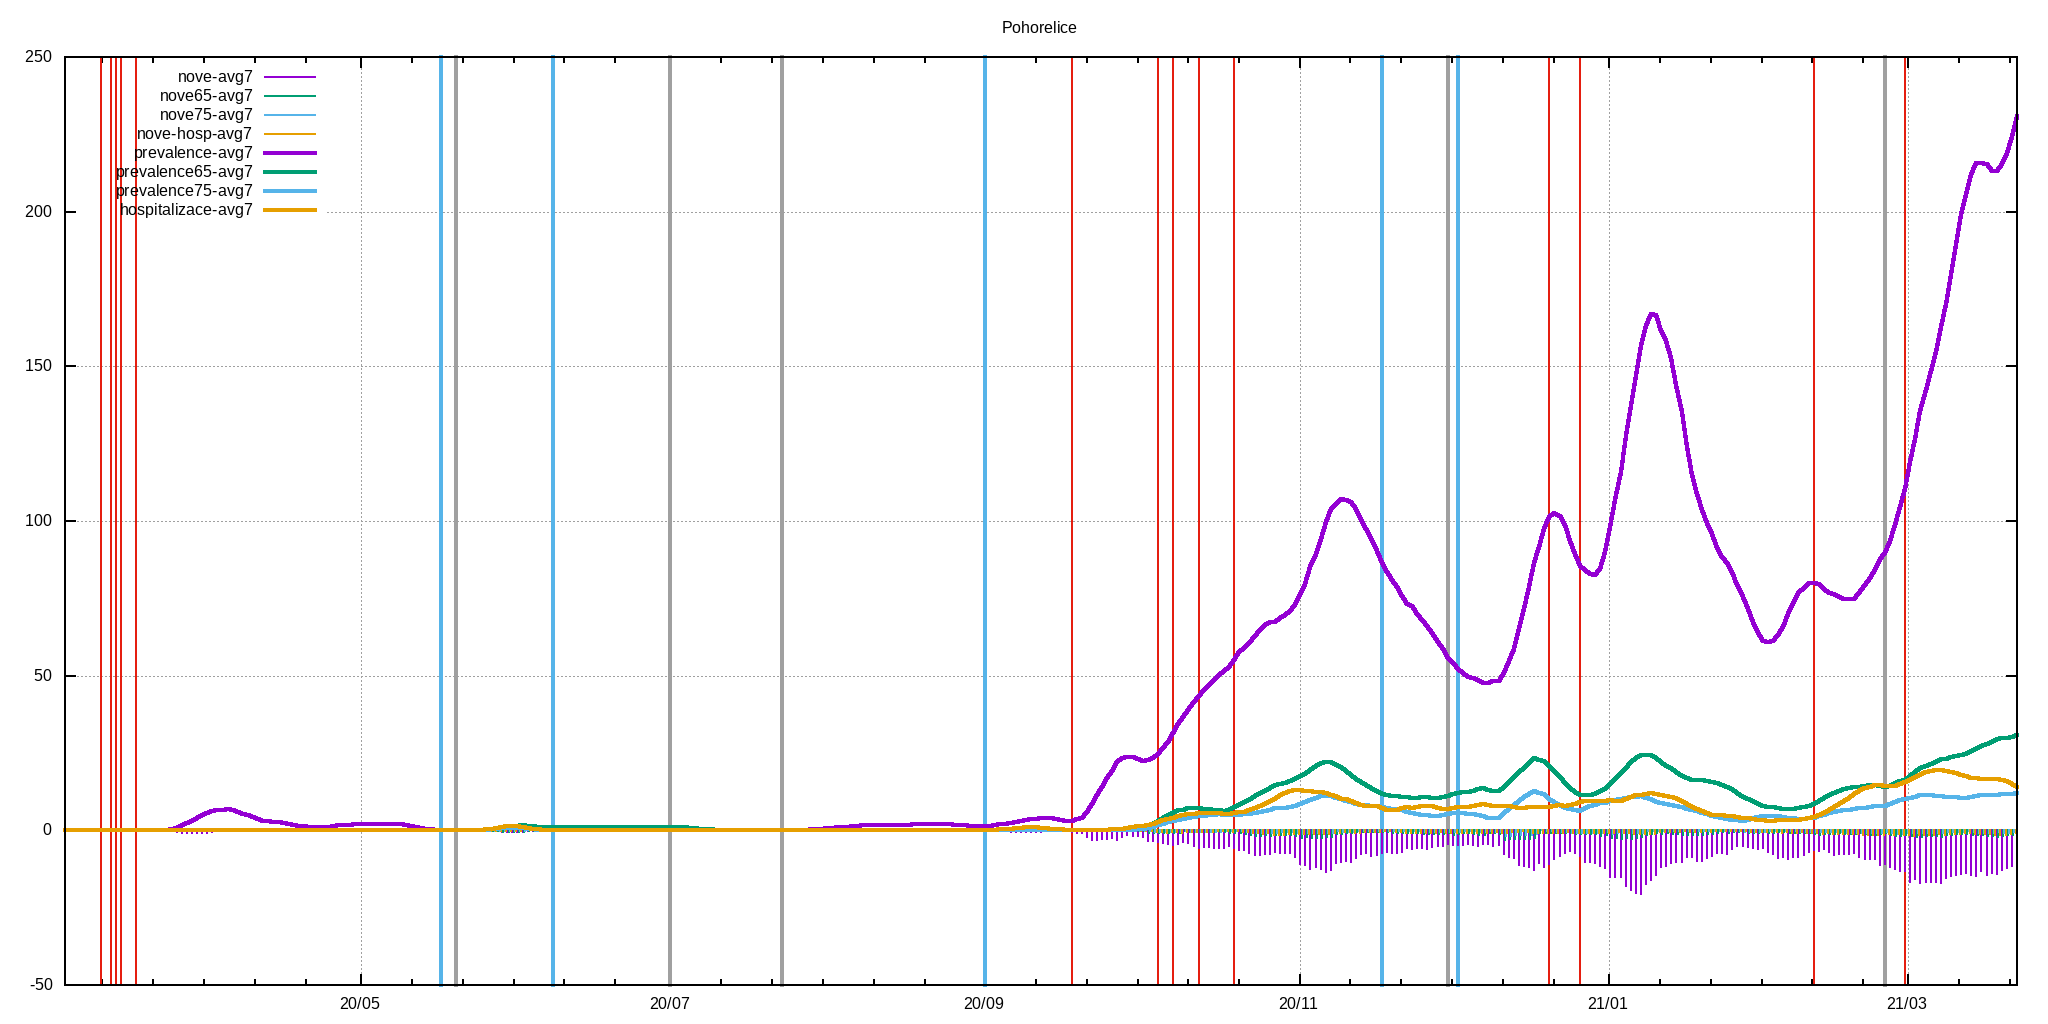 Pohorelice
250
200
150
100
50
0
-50
nove-avg7
nove65-avg7
nove75-avg7
nove-hosp-avg7
prevalence-avg7
prevalence65-avg7
prevalence75-avg7
hospitalizace-avg7
20/05 20/07 20/09 20/11 21/01 21/03